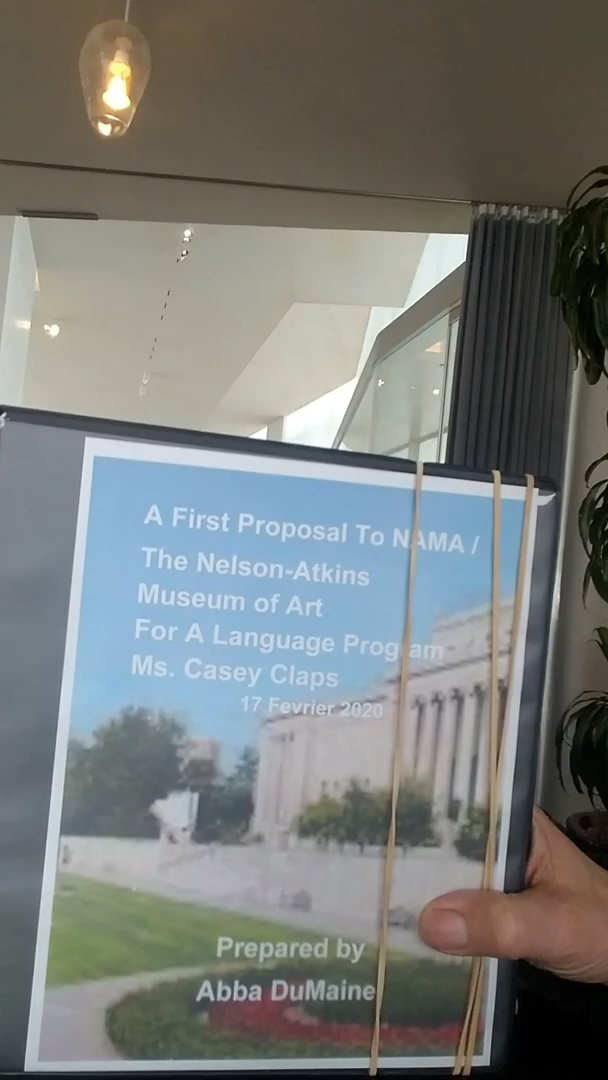 A First Proposal To NAMA /
The Nelson-Atkins
Museum of Art
For A Language Program
Ms. Casey Claps
17 Fevrier 2020
Prepared by
Abba DuMaine